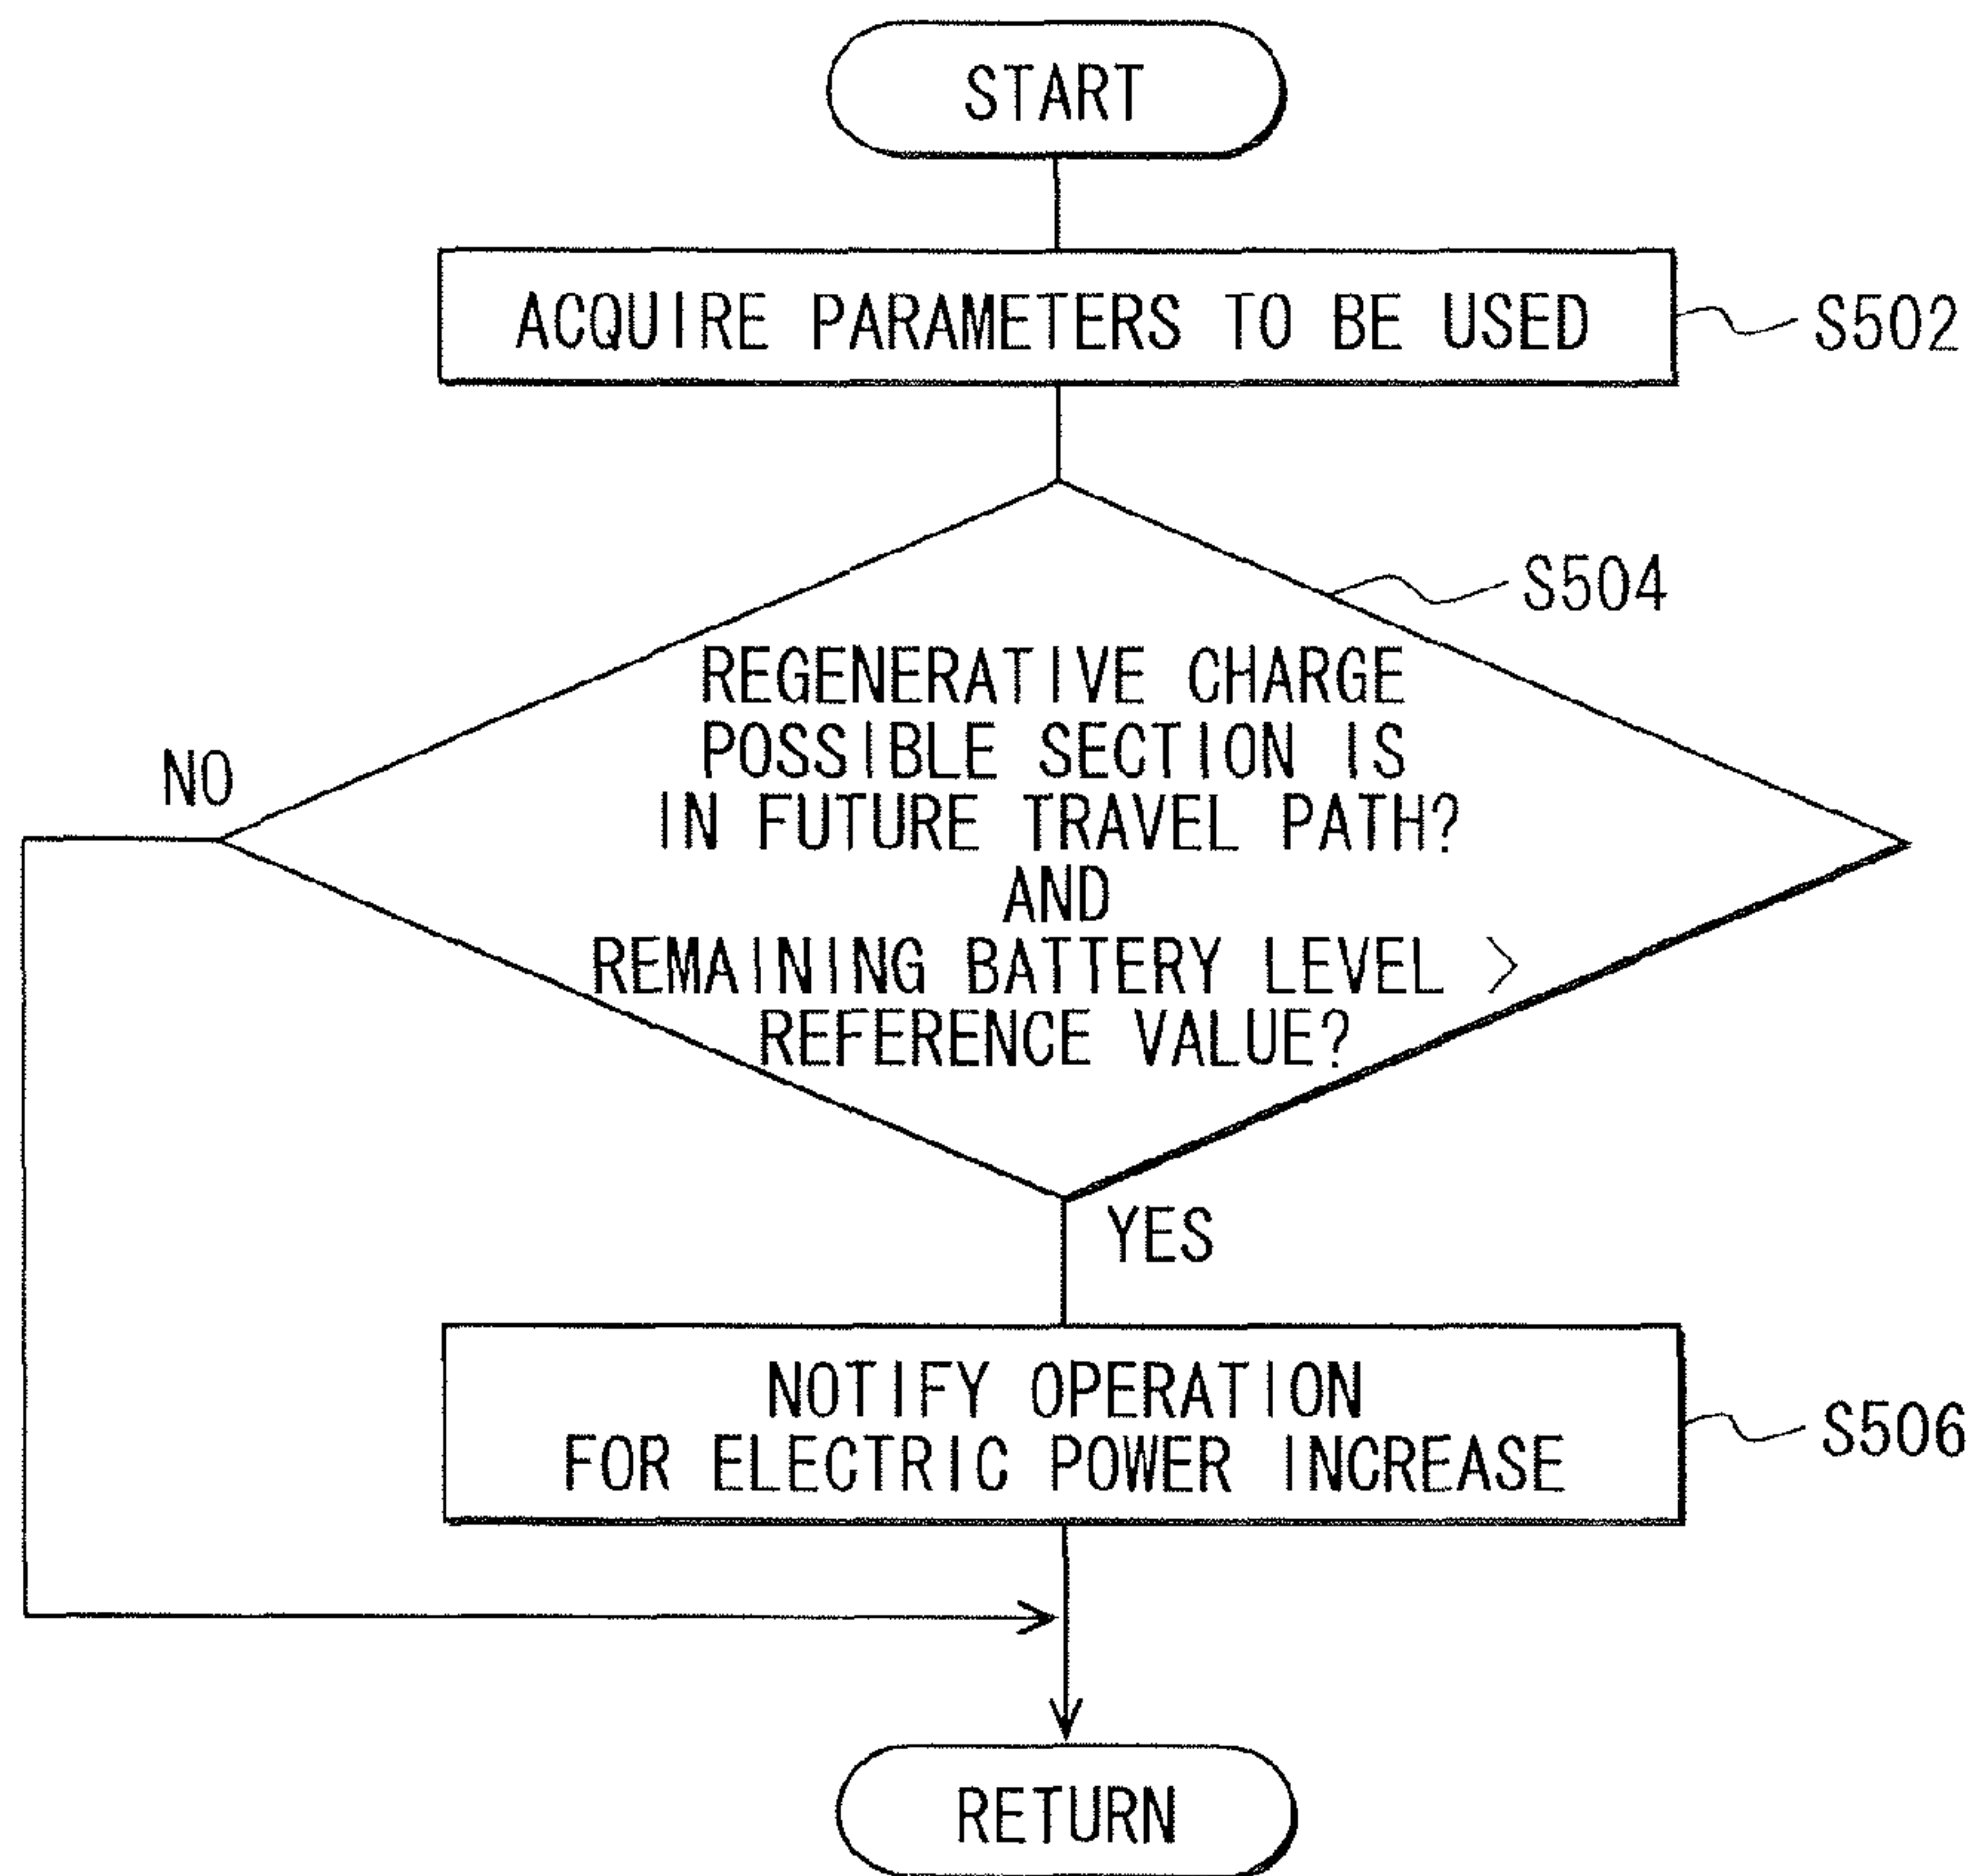 START
ACQUIRE PARAMETERS TO BE USED
S502
S504
REGENERATIVE CHARGE
POSSIBLE SECTION IS
IN FUTURE TRAVEL PATH?
AND
REMAINING BATTERY LEVEL >
REFERENCE VALUE?
NO
YES
NOTIFY OPERATION
FOR ELECTRIC POWER INCREASE
S506
RETURN